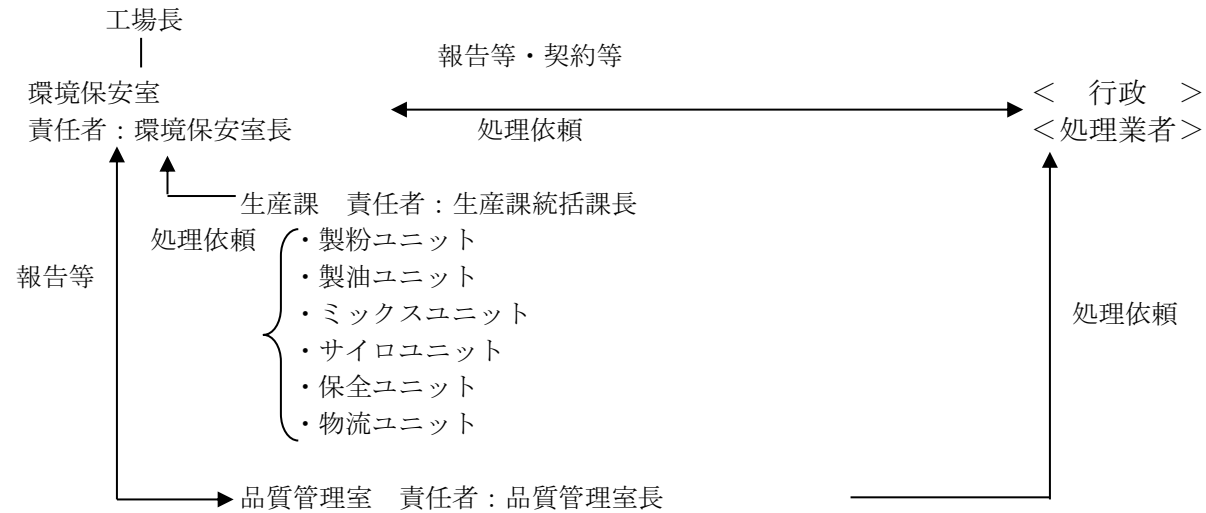 工場長
報告等・契約等
環境保安室
責任者:環境保安室長
処理依頼
< 行政 >
<処理業者>
生産課 責任者:生産課統括課長
処理依頼
・製粉ユニット
・製油ユニット
報告等
・ミックスユニット
処理依頼
・サイロユニット
・保全ユニット
・物流ユニット
品質管理室 責任者:品質管理室長